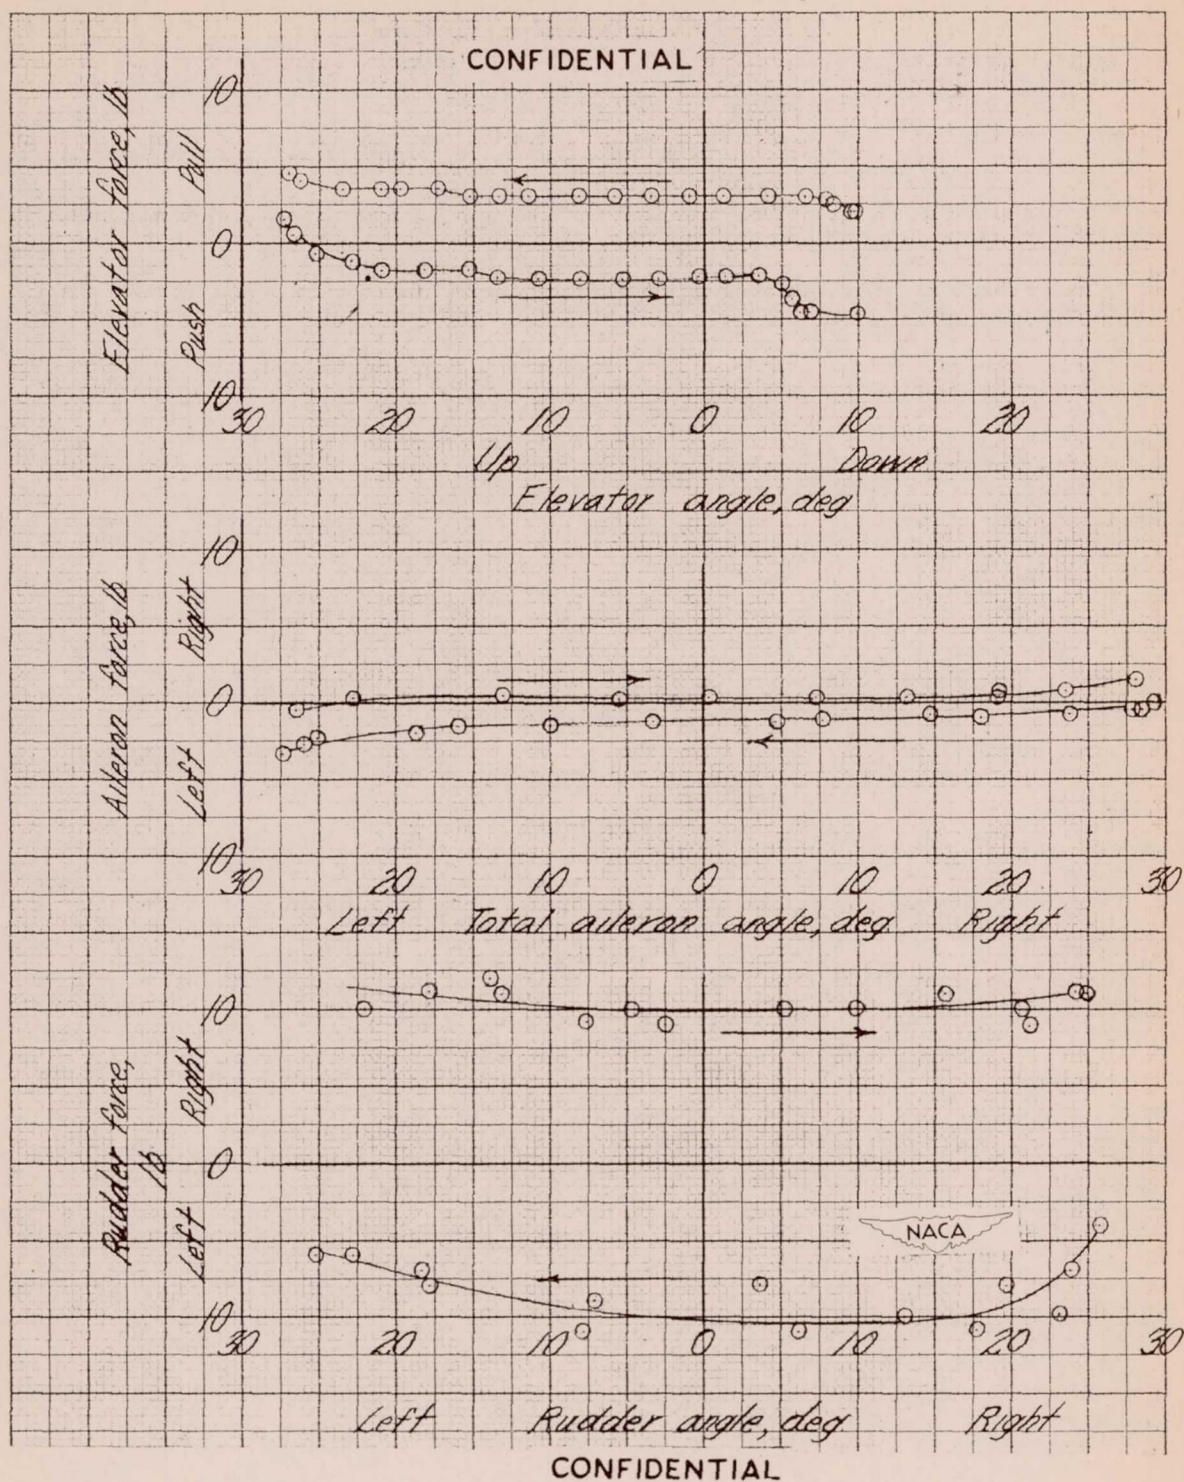 CONFIDENTIAL
Elevator force, lb
Pull
Push
10
0
10
30 20 10 0 10 20
Up Down
Elevator angle, deg
Aileron force, lb
Right
Left
10
0
10
30 20 10 0 10 20 30
Left Total aileron angle, deg Right
Rudder force,
lb
Right
Left
10
0
10
NACA
30 20 10 0 10 20 30
Left Rudder angle, deg Right
CONFIDENTIAL